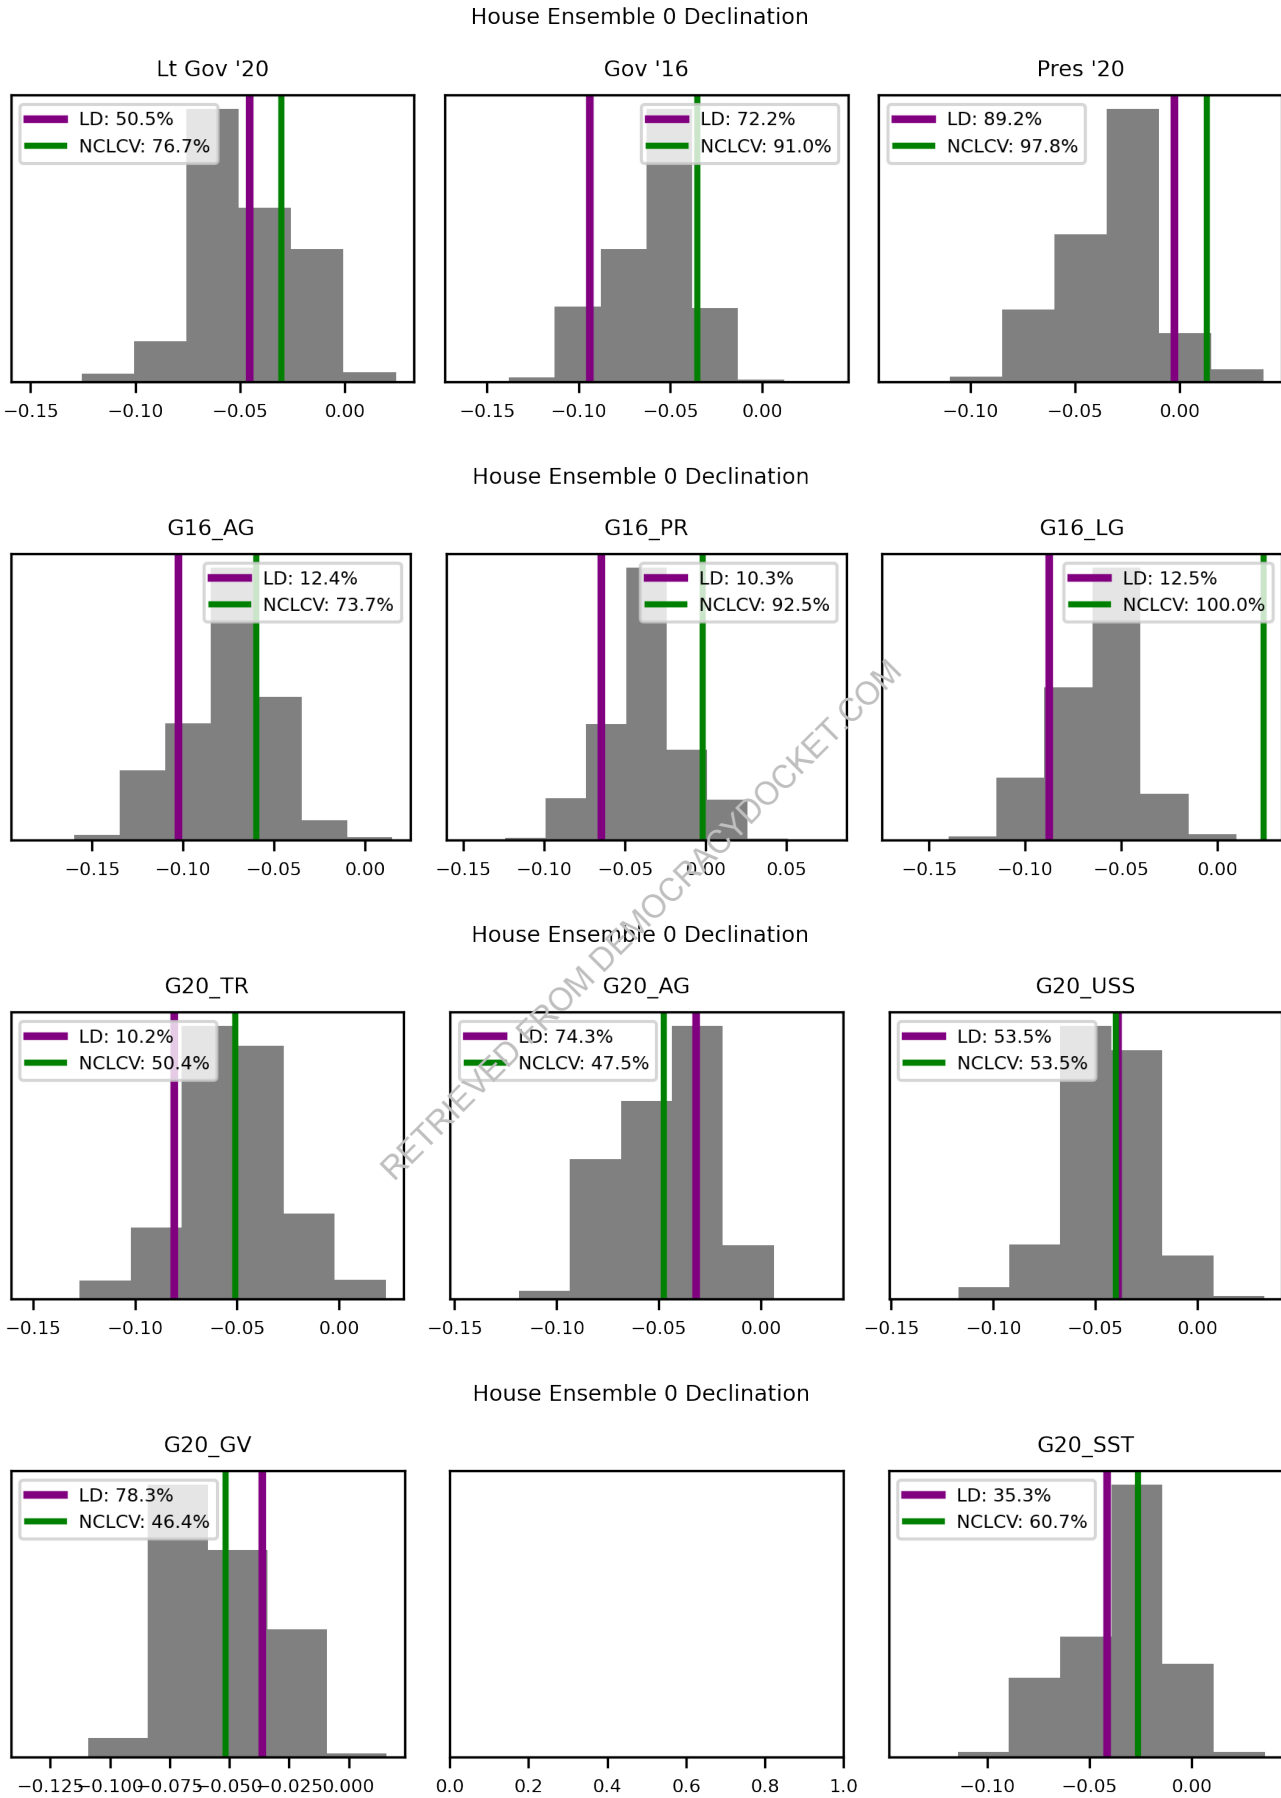 House Ensemble 0 Declination
Lt Gov '20
Gov '16
Pres '20
LD: 50.5%
NCLCV: 76.7%
LD: 72.2%
NCLCV: 91.0%
LD: 89.2%
NCLCV: 97.8%
−0.15 −0.10 −0.05 0.00
−0.15 −0.10 −0.05 0.00
−0.10 −0.05 0.00
House Ensemble 0 Declination
G16_AG
G16_PR
G16_LG
LD: 12.4%
NCLCV: 73.7%
LD: 10.3%
NCLCV: 92.5%
LD: 12.5%
NCLCV: 100.0%
−0.15 −0.10 −0.05 0.00
−0.15 −0.10 −0.05 0.00 0.05
−0.15 −0.10 −0.05 0.00
RETRIEVED FROM DEMOCRACYDOCKET.COM
House Ensemble 0 Declination
G20_TR
G20_AG
G20_USS
LD: 10.2%
NCLCV: 50.4%
LD: 74.3%
NCLCV: 47.5%
LD: 53.5%
NCLCV: 53.5%
−0.15 −0.10 −0.05 0.00
−0.15 −0.10 −0.05 0.00
−0.15 −0.10 −0.05 0.00
House Ensemble 0 Declination
G20_GV
G20_SST
LD: 78.3%
NCLCV: 46.4%
LD: 35.3%
NCLCV: 60.7%
−0.125 −0.100 −0.075 −0.050 −0.025 0.000
0.0 0.2 0.4 0.6 0.8 1.0
−0.10 −0.05 0.00